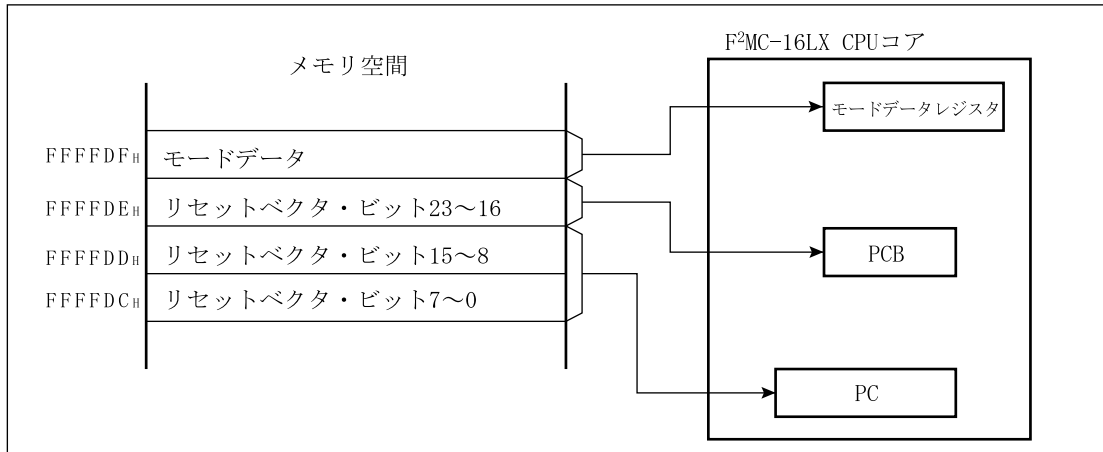 F²MC-16LX CPUコア
メモリ空間
モードデータレジスタ
FFFFDFH モードデータ
FFFFDEH リセットベクタ・ビット23〜16
FFFFDDH リセットベクタ・ビット15〜8
PCB
FFFFDCH リセットベクタ・ビット7〜0
PC